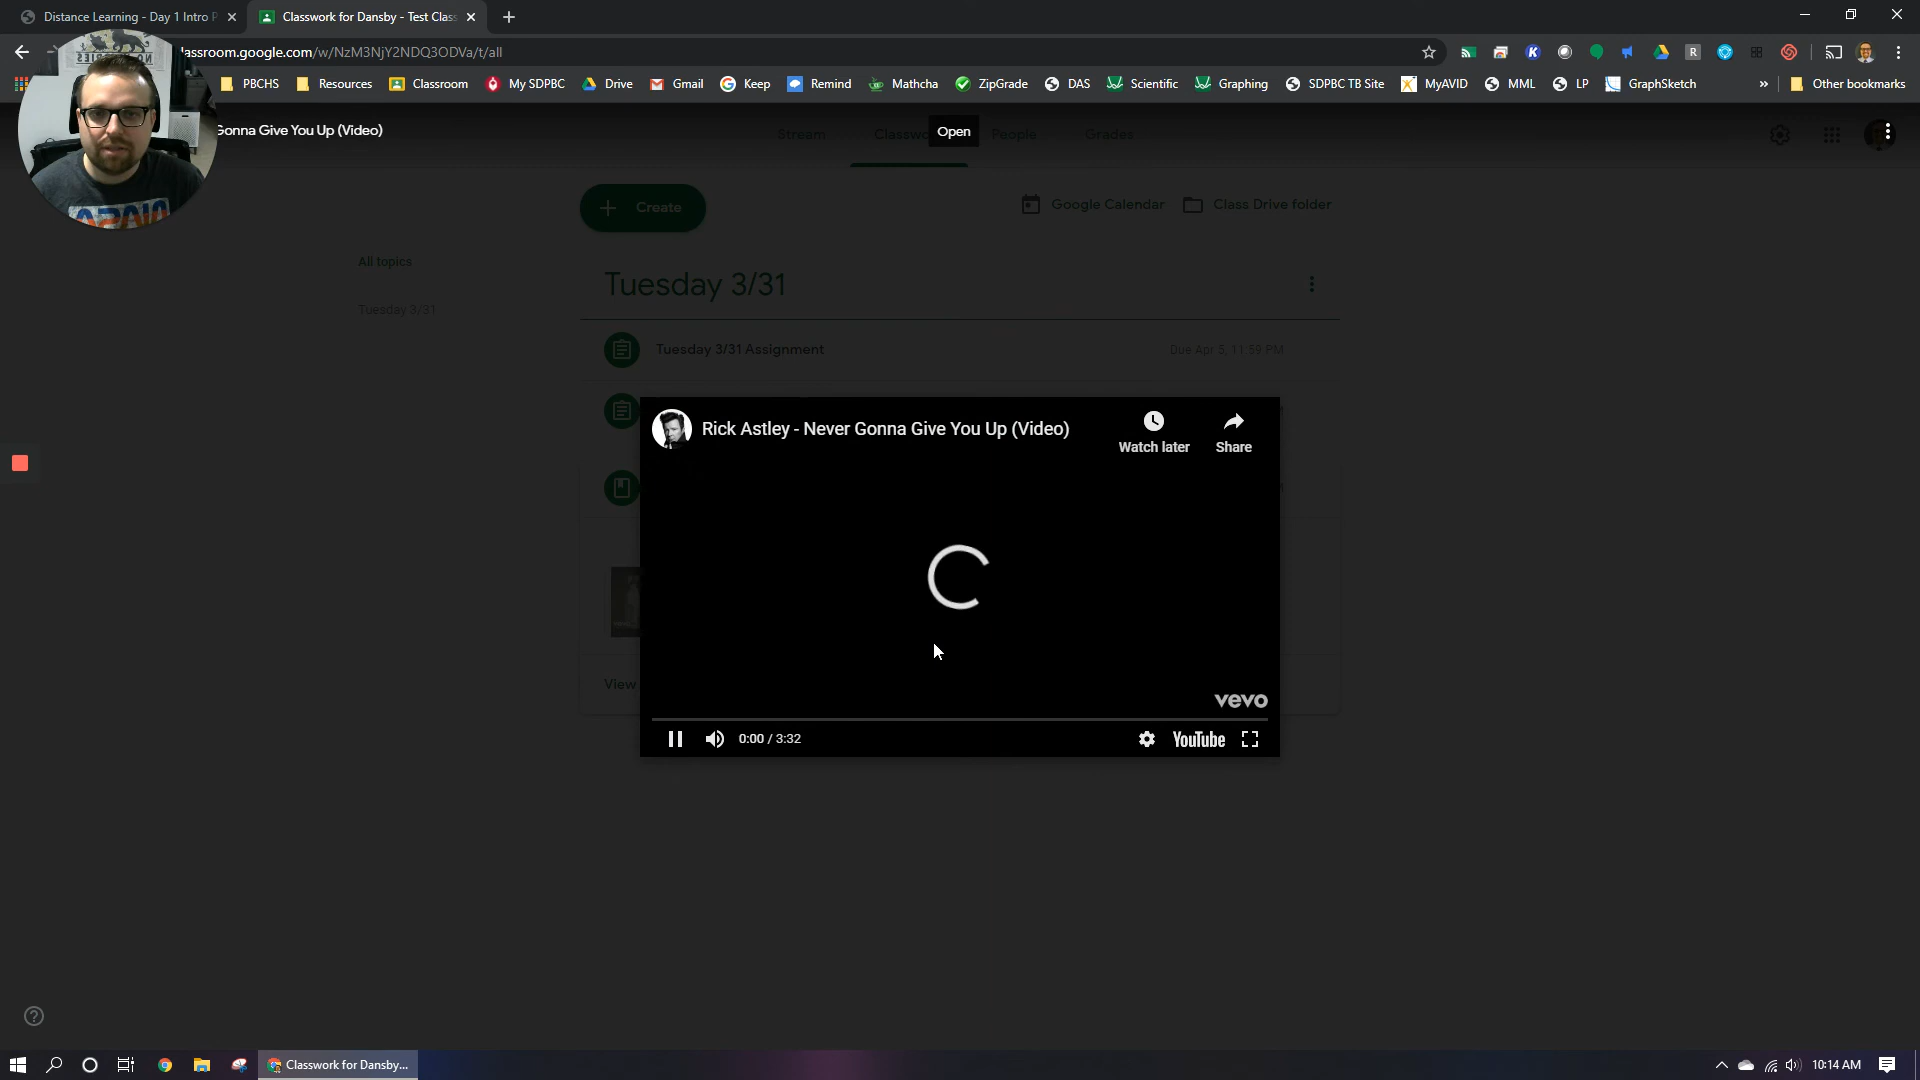 Distance Learning - Day 1 Intro P
Classwork for Dansby - Test Class
lassroom.google.com/w/NzM3NjY2NDQ3ODVa/t/all
PBCHS
Resources
Classroom
My SDPBC
Drive
Gmail
Keep
Remind
Mathcha
ZipGrade
DAS
Scientific
Graphing
SDPBC TB Site
MyAVID
MML
LP
GraphSketch
»
Other bookmarks
Gonna Give You Up (Video)
Stream
Classwo
Open
People
Grades
Create
Google Calendar
Class Drive folder
All topics
Tuesday 3/31
Tuesday 3/31
Tuesday 3/31 Assignment
Due Apr 5, 11:59 PM
Rick Astley - Never Gonna Give You Up (Video)
Watch later
Share
View
vevo
0:00 / 3:32
YouTube
Classwork for Dansby...
10:14 AM